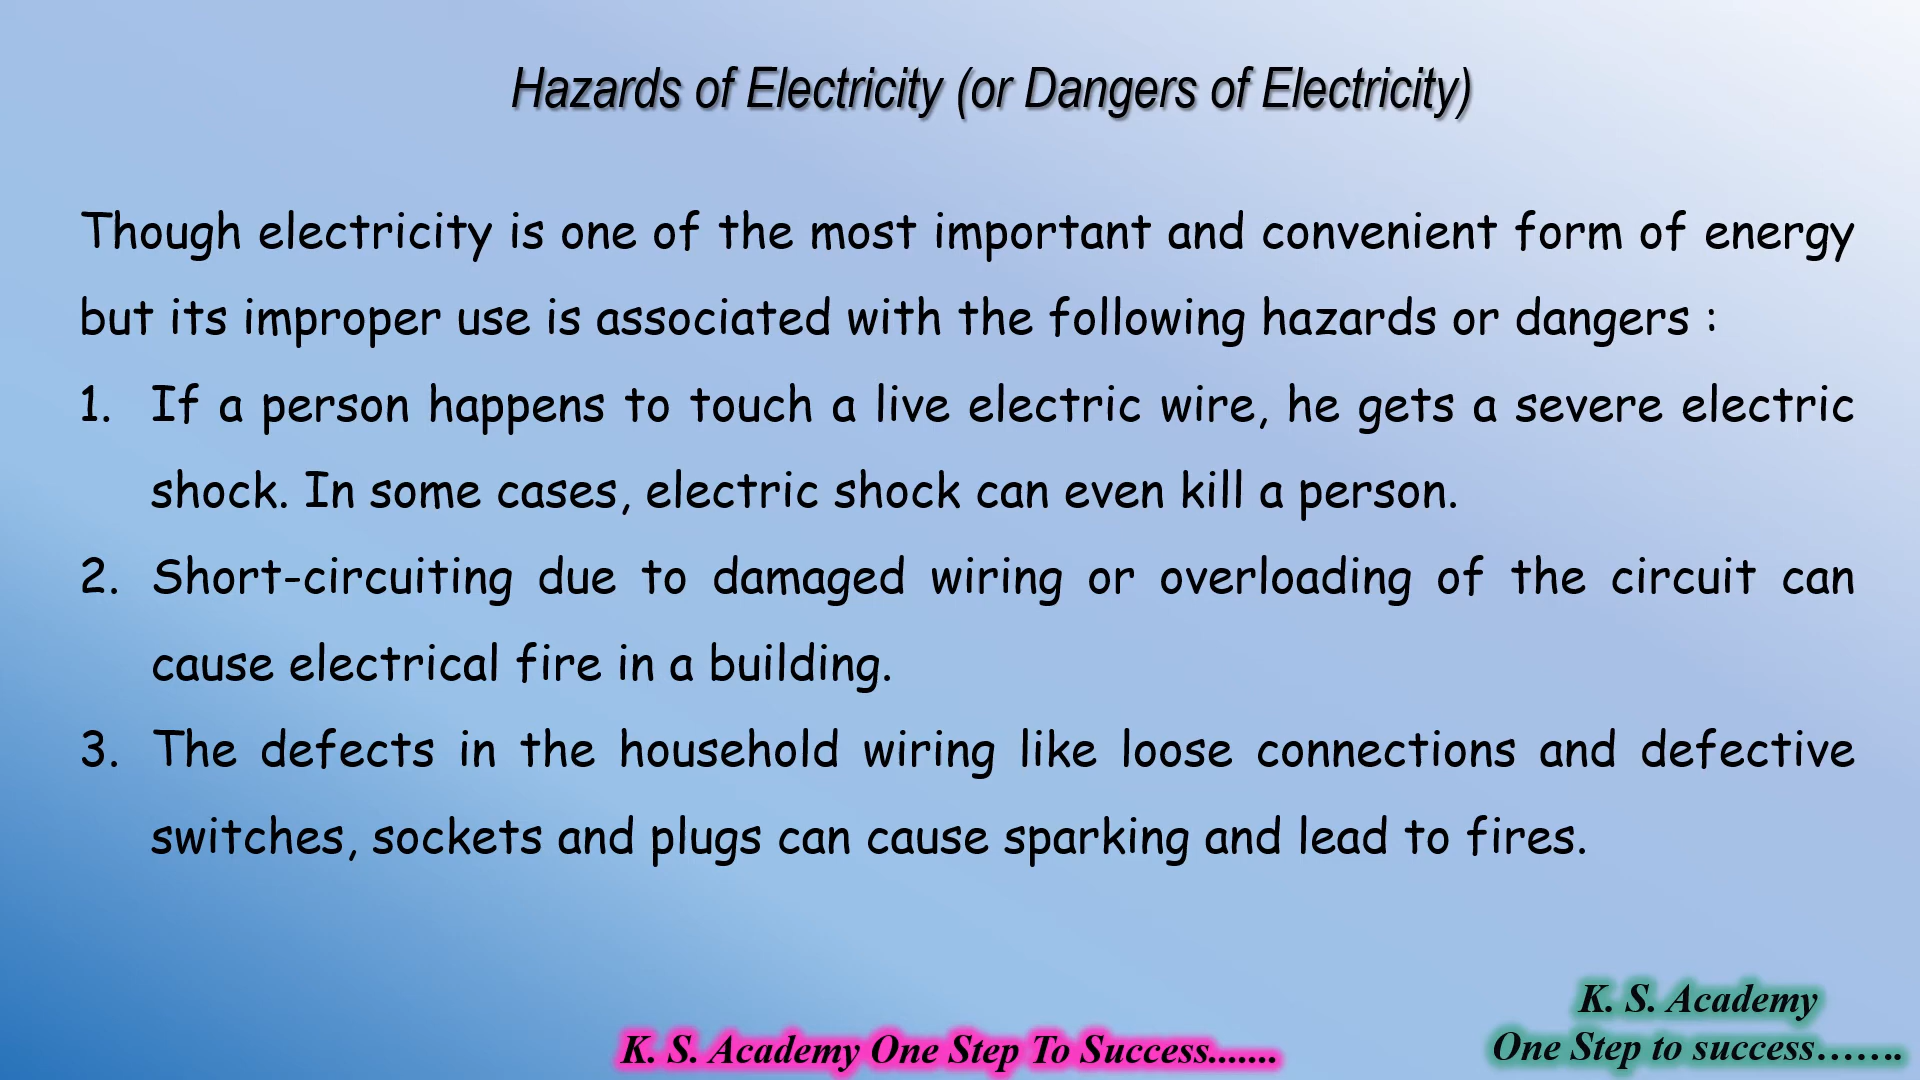 Hazards of Electricity (or Dangers of Electricity)
Though electricity is one of the most important and convenient form of energy
but its improper use is associated with the following hazards or dangers :
1. If a person happens to touch a live electric wire, he gets a severe electric
shock. In some cases, electric shock can even kill a person.
2. Short-circuiting due to damaged wiring or overloading of the circuit can
cause electrical fire in a building.
3. The defects in the household wiring like loose connections and defective
switches, sockets and plugs can cause sparking and lead to fires.
K. S. Academy One Step To Success.......
K. S. Academy
One Step to success…….